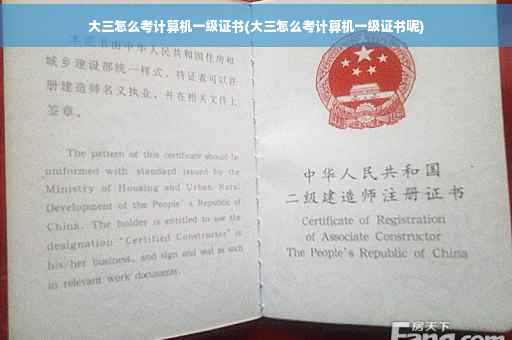 大三怎么考计算机一级证书(大三怎么考计算机一级证书呢)
本证书由中华人民共和国住房和
城乡建设部统一样式，持证者可以注
册建造师名义执业，并在相关文件上
签章。
The pattern of this certificate should be
uniformed with standard issued by the
Ministry of Housing and Urban Rural
Development of the People's Republic of
China. The holder is entitled to use the
designation "Certified Constructor" in
his/her business, and sign and seal as such
in relevant work documents.
中华人民共和国
二级建造师注册证书
Certificate of Registration
of Associate Constructor
The People's Republic of China
房天下
Fang.com